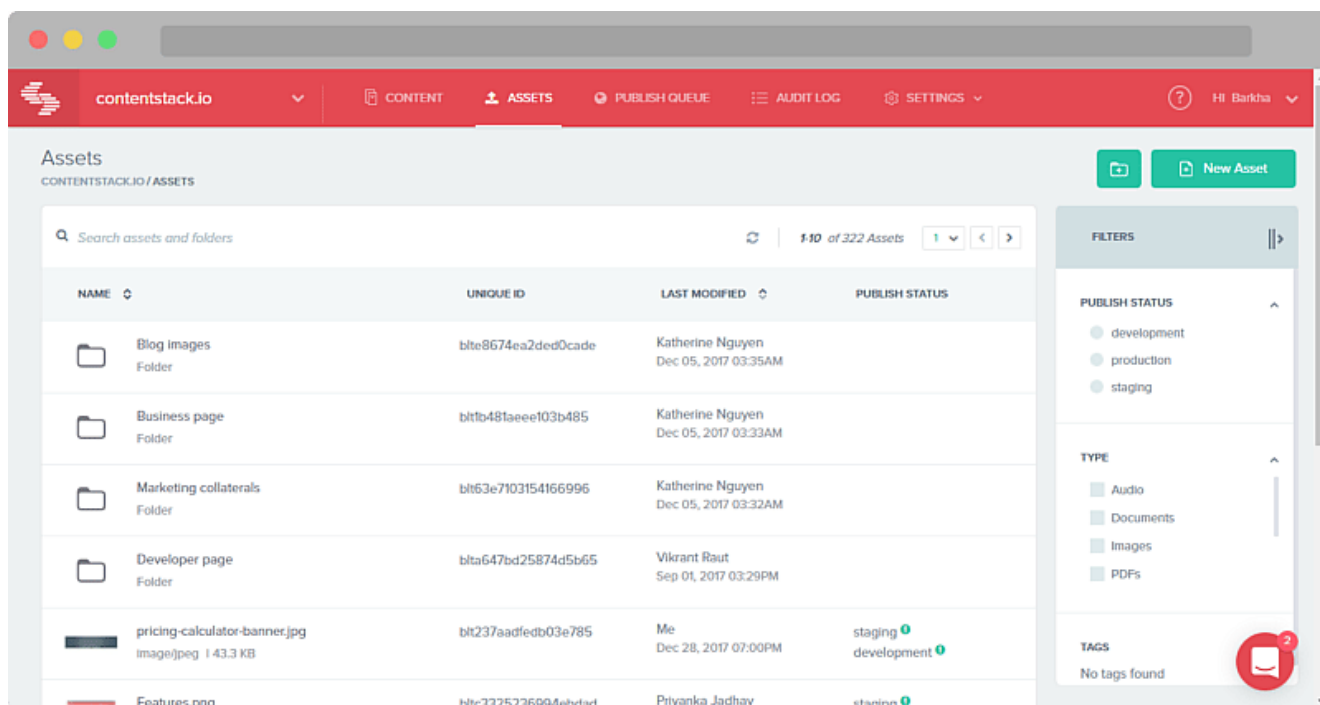 contentstack.io CONTENT ASSETS PUBLISH QUEUE AUDIT LOG SETTINGS ? HI Barkha
Assets
CONTENTSTACK.IO / ASSETS
New Asset
Search assets and folders 1-10 of 322 Assets 1
NAME UNIQUE ID LAST MODIFIED PUBLISH STATUS
Blog images blte8674ea2ded0cade Katherine Nguyen
Folder Dec 05, 2017 03:35AM
Business page blt1b481aeee103b485 Katherine Nguyen
Folder Dec 05, 2017 03:33AM
Marketing collaterals blt63e7103154166996 Katherine Nguyen
Folder Dec 05, 2017 03:32AM
Developer page blta647bd25874d5b65 Vikrant Raut
Folder Sep 01, 2017 03:29PM
pricing-calculator-banner.jpg blt237aadfedb03e785 Me staging
image/jpeg | 43.3 KB Dec 28, 2017 07:00PM development
Features.png Priyanka Jadhav staging
FILTERS
PUBLISH STATUS
development
production
staging
TYPE
Audio
Documents
Images
PDFs
TAGS
No tags found
2